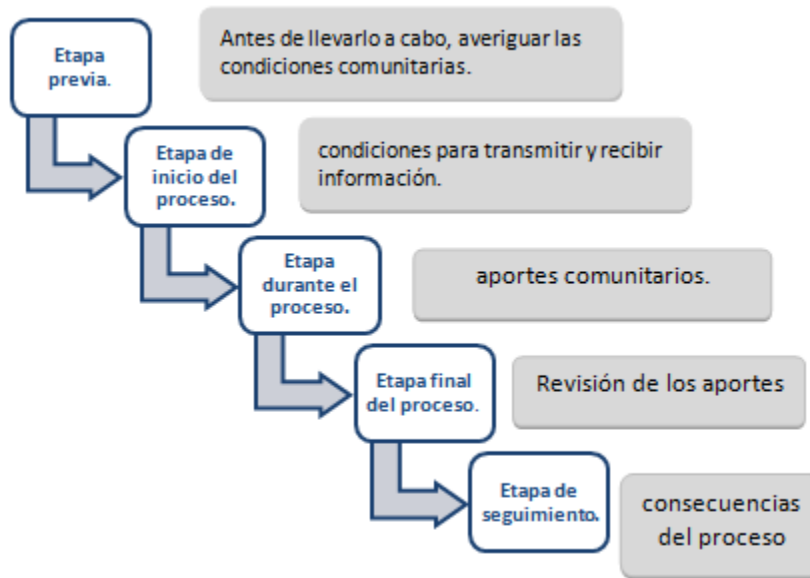 Etapa
previa.
Antes de llevarlo a cabo, averiguar las
condiciones comunitarias.
Etapa de
inicio del
proceso.
condiciones para transmitir y recibir
información.
Etapa
durante el
proceso.
aportes comunitarios.
Etapa final
del proceso.
Revisión de los aportes
Etapa de
seguimiento.
consecuencias
del proceso